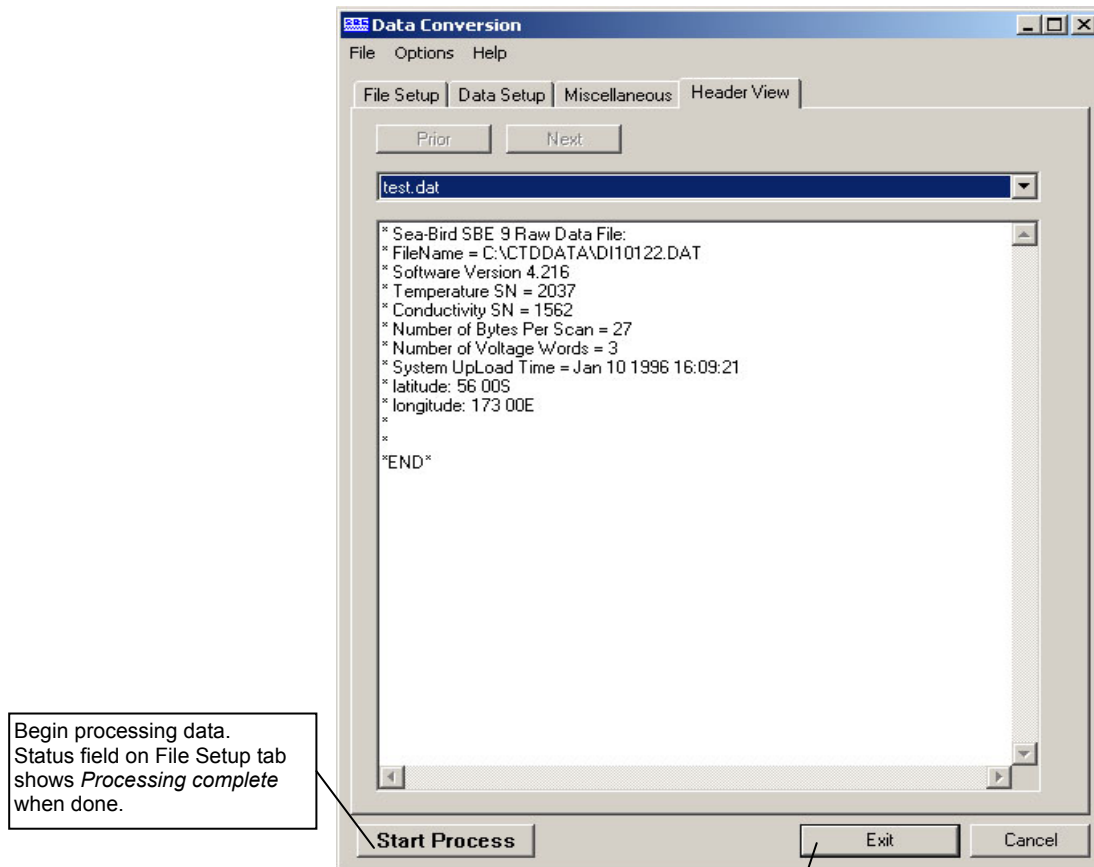 SBE Data Conversion
File Options Help
File Setup Data Setup Miscellaneous Header View
Prior Next
test.dat
* Sea-Bird SBE 9 Raw Data File:
* FileName = C:\CTDDATA\DI10122.DAT
* Software Version 4.216
* Temperature SN = 2037
* Conductivity SN = 1562
* Number of Bytes Per Scan = 27
* Number of Voltage Words = 3
* System UpLoad Time = Jan 10 1996 16:09:21
* latitude: 56 00S
* longitude: 173 00E
*
*
*END*
Begin processing data.
Status field on File Setup tab
shows Processing complete
when done.
Start Process Exit Cancel